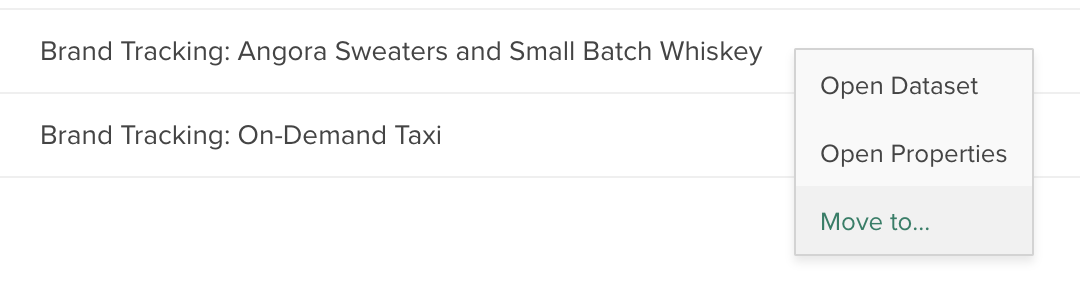 Brand Tracking: Angora Sweaters and Small Batch Whiskey
Brand Tracking: On-Demand Taxi
Open Dataset
Open Properties
Move to...